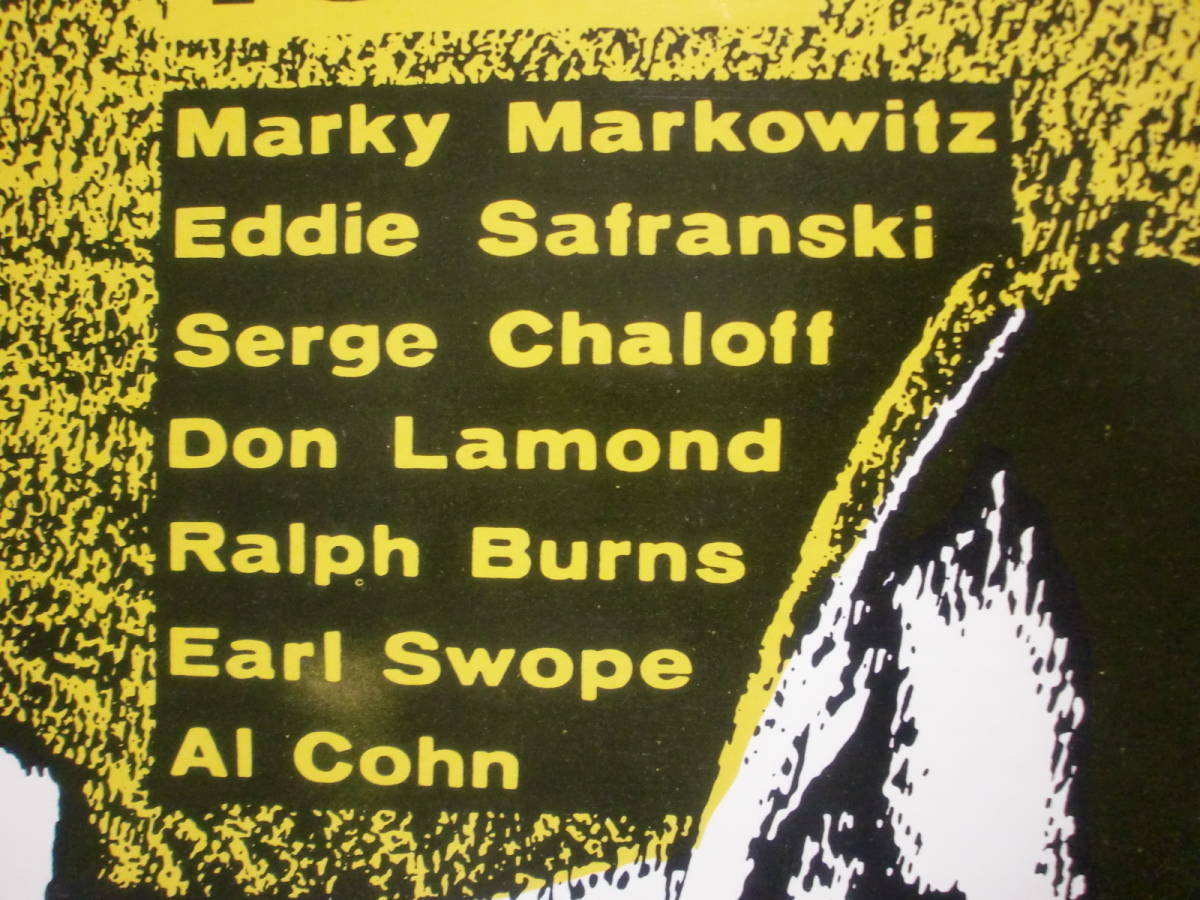 Marky Markowitz
Eddie Safranski
Serge Chaloff
Don Lamond
Ralph Burns
Earl Swope
Al Cohn